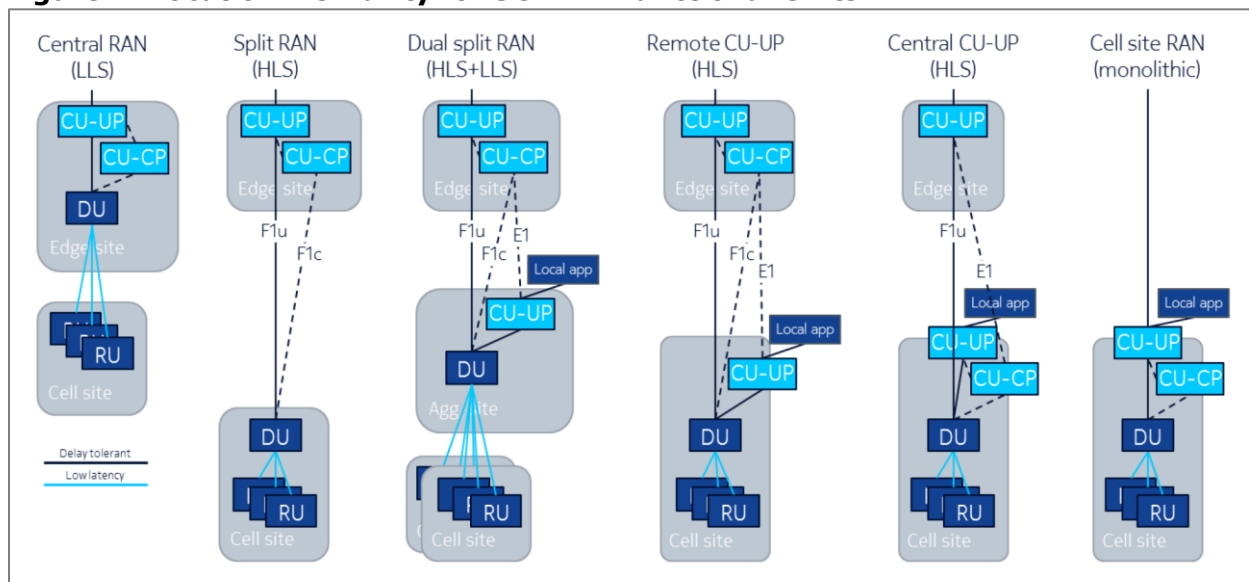 Central RAN
(LLS)
CU-UP
CU-CP
DU
Edge site
RU
Cell site
Delay tolerant
Low latency
Split RAN
(HLS)
CU-UP
CU-CP
Edge site
F1u
F1c
DU
RU
Cell site
Dual split RAN
(HLS+LLS)
CU-UP
CU-CP
Edge site
F1u
F1c
E1
Local app
CU-UP
DU
Agg. site
RU
Cell site
Remote CU-UP
(HLS)
CU-UP
CU-CP
Edge site
F1u
F1c
E1
Local app
CU-UP
DU
RU
Cell site
Central CU-UP
(HLS)
CU-UP
Edge site
F1u
E1
Local app
CU-UP
CU-CP
DU
RU
Cell site
Cell site RAN
(monolithic)
Local app
CU-UP
CU-CP
DU
RU
Cell site